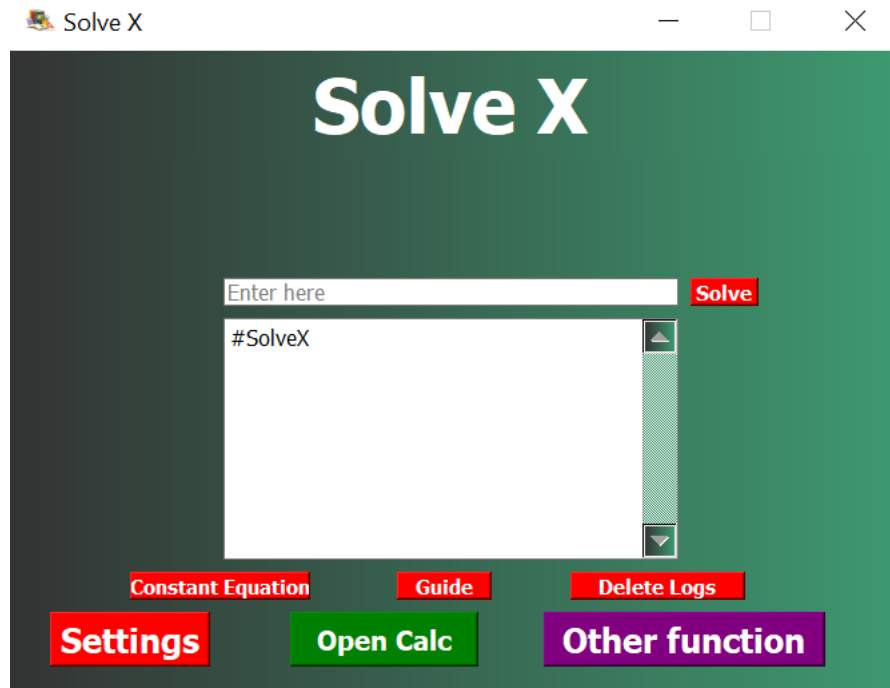 Solve X
Solve X
Enter here
Solve
#SolveX
Constant Equation
Guide
Delete Logs
Settings
Open Calc
Other function